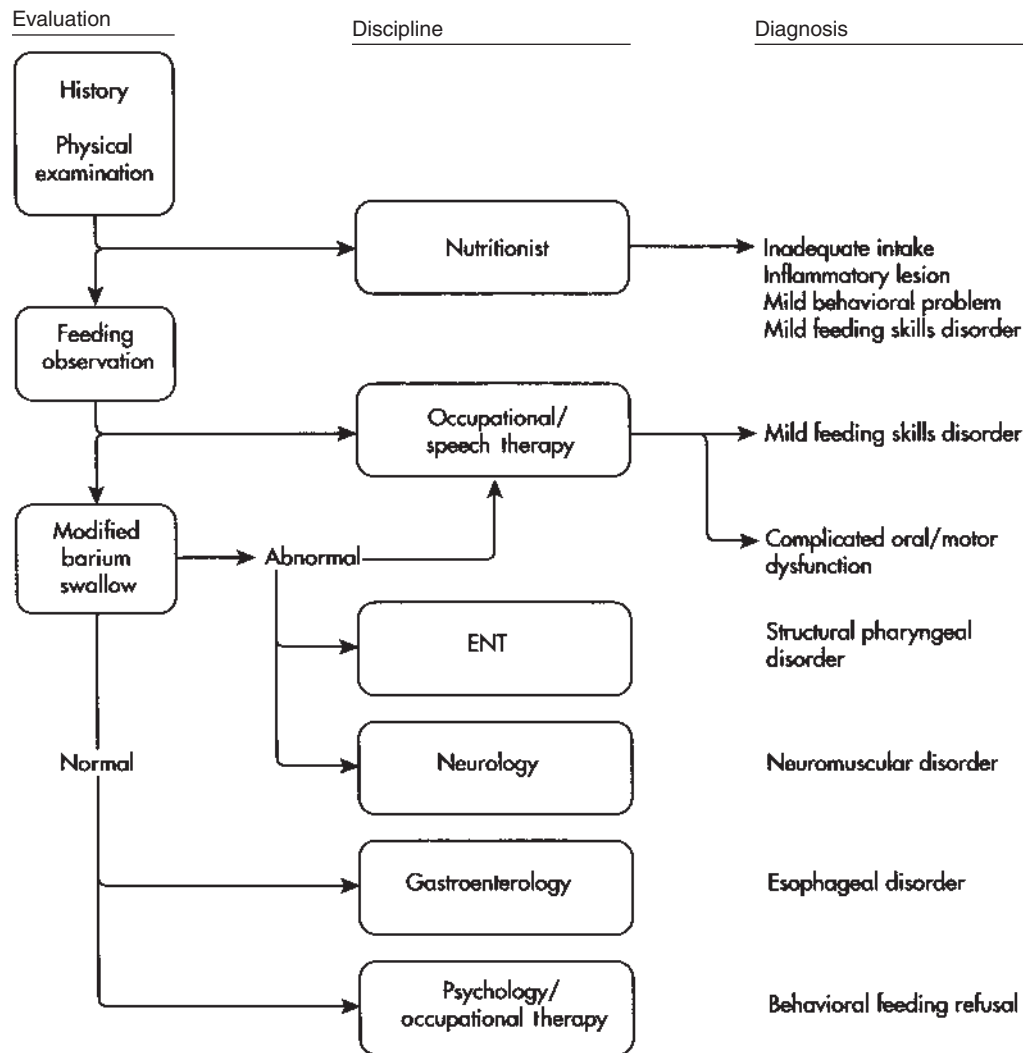 Evaluation
Discipline
Diagnosis
History
Physical
examination
Nutritionist
Inadequate intake
Inflammatory lesion
Mild behavioral problem
Mild feeding skills disorder
Feeding
observation
Occupational/
speech therapy
Mild feeding skills disorder
Modified
barium
swallow
Abnormal
Complicated oral/motor
dysfunction
ENT
Structural pharyngeal
disorder
Normal
Neurology
Neuromuscular disorder
Gastroenterology
Esophageal disorder
Psychology/
occupational therapy
Behavioral feeding refusal